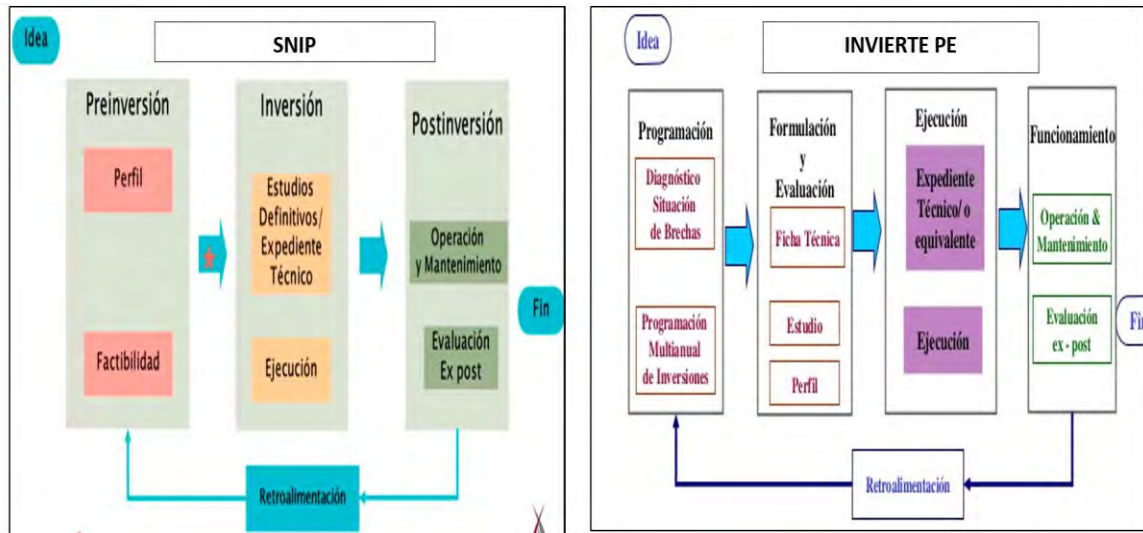 Idea
SNIP
Preinversión
Perfil
Factibilidad
Inversión
Estudios
Definitivos/
Expediente
Técnico
Ejecución
Postinversión
Operación
y Mantenimiento
Evaluación
Ex post
Fin
Retroalimentación
Idea
INVIERTE PE
Programación
Diagnóstico
Situación
de Brechas
Programación
Multianual
de Inversiones
Formulación
y
Evaluación
Ficha Técnica
Estudio
Perfil
Ejecución
Expediente
Técnico/ o
equivalente
Ejecución
Funcionamiento
Operación &
Mantenimiento
Evaluación
ex - post
Fin
Retroalimentación